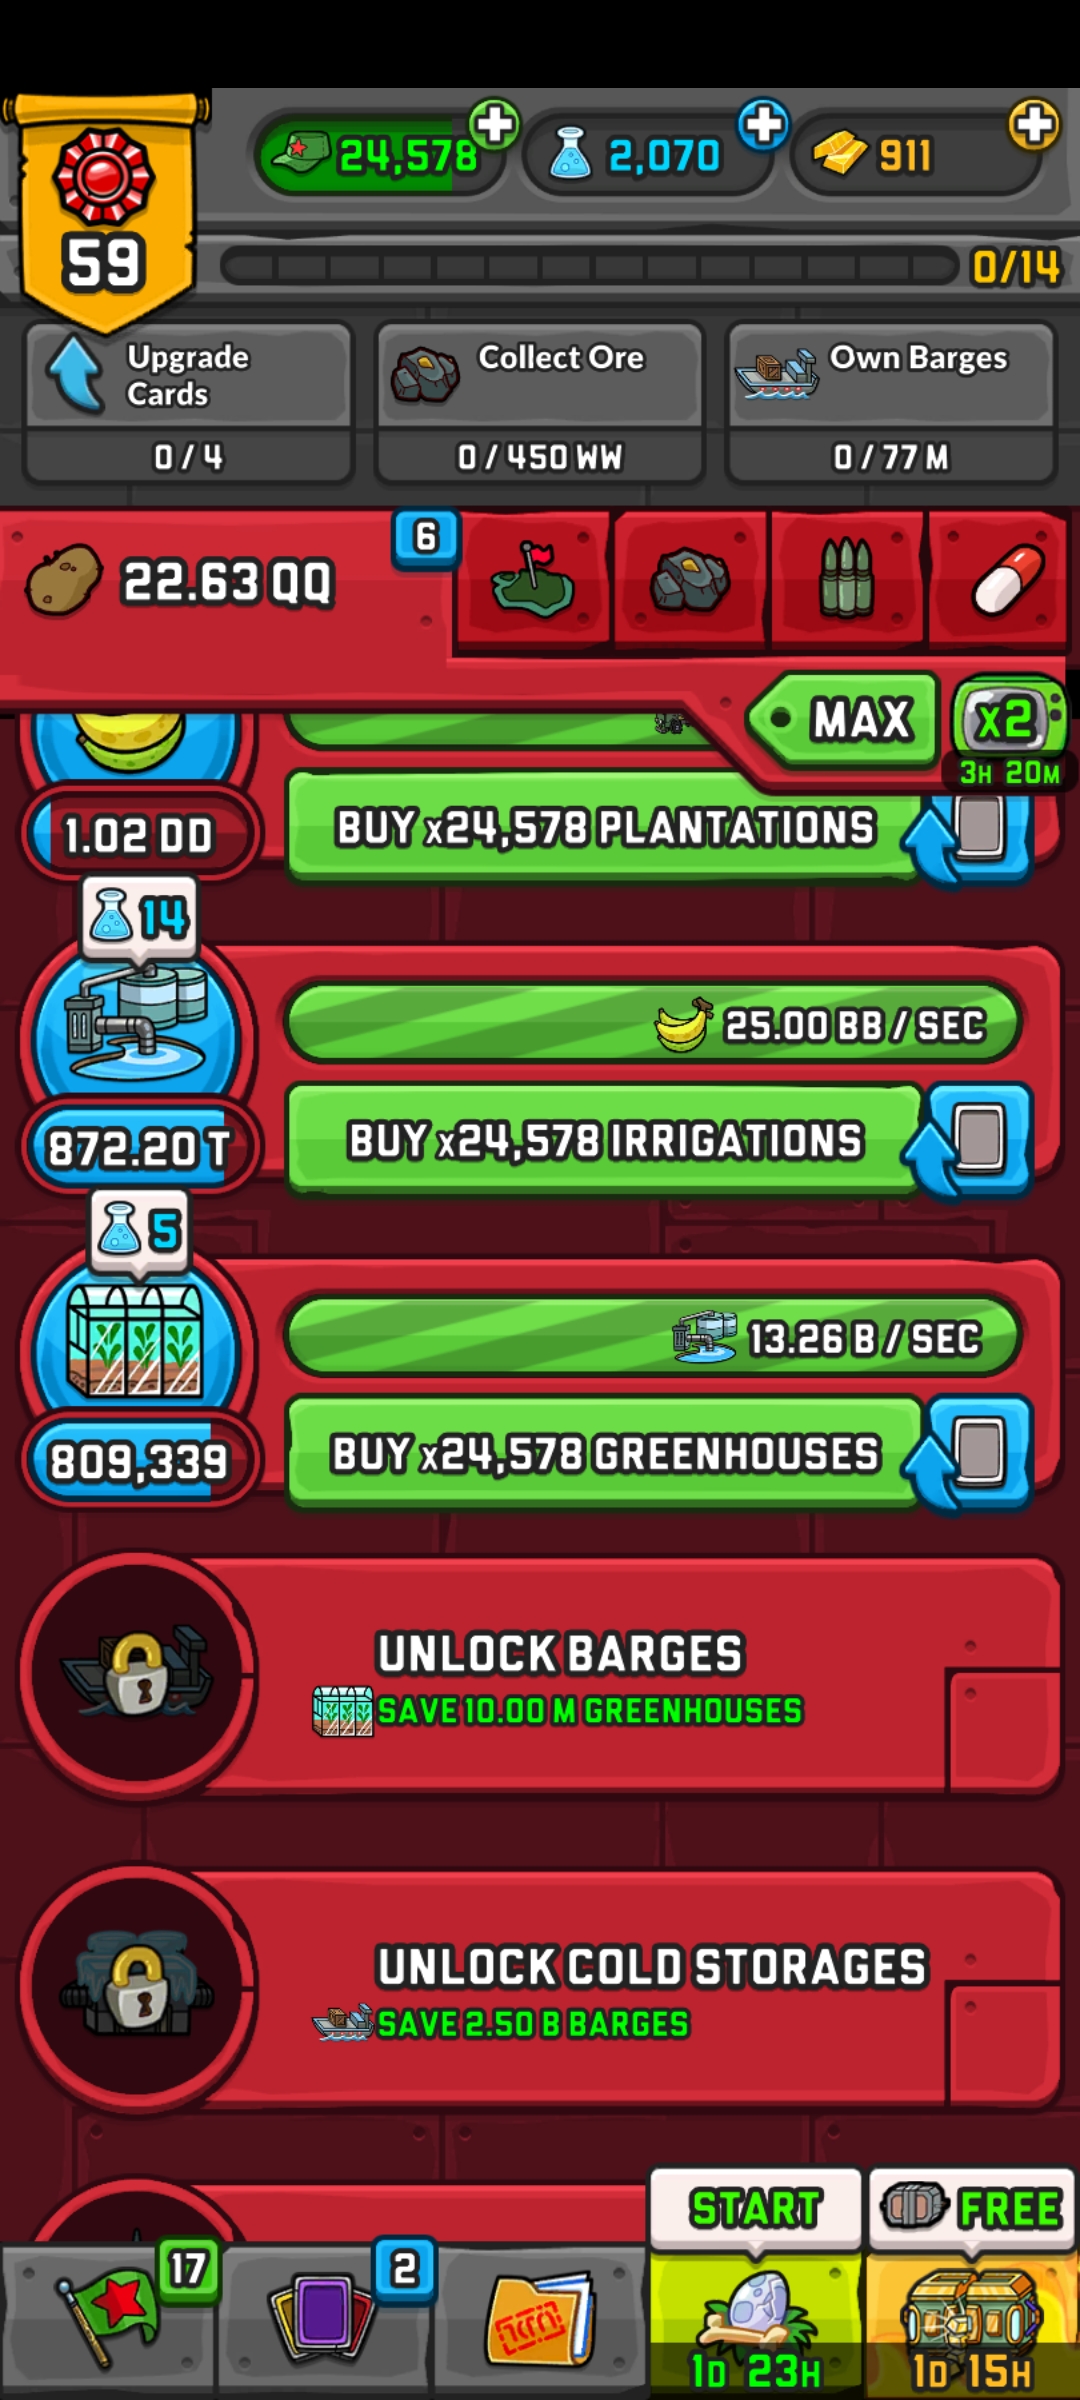 24,578
2,070
911
59
0/14
Upgrade
Cards
Collect Ore
Own Barges
0 / 4
0 / 450 WW
0 / 77 M
22.63 QQ
6
MAX
x2
3H 20M
1.02 DD
BUY x24,578 PLANTATIONS
14
25.00 BB / SEC
872.20 T
BUY x24,578 IRRIGATIONS
5
13.26 B / SEC
809,339
BUY x24,578 GREENHOUSES
UNLOCK BARGES
SAVE 10.00 M GREENHOUSES
UNLOCK COLD STORAGES
SAVE 2.50 B BARGES
START
FREE
17
2
1D 23H
1D 15H